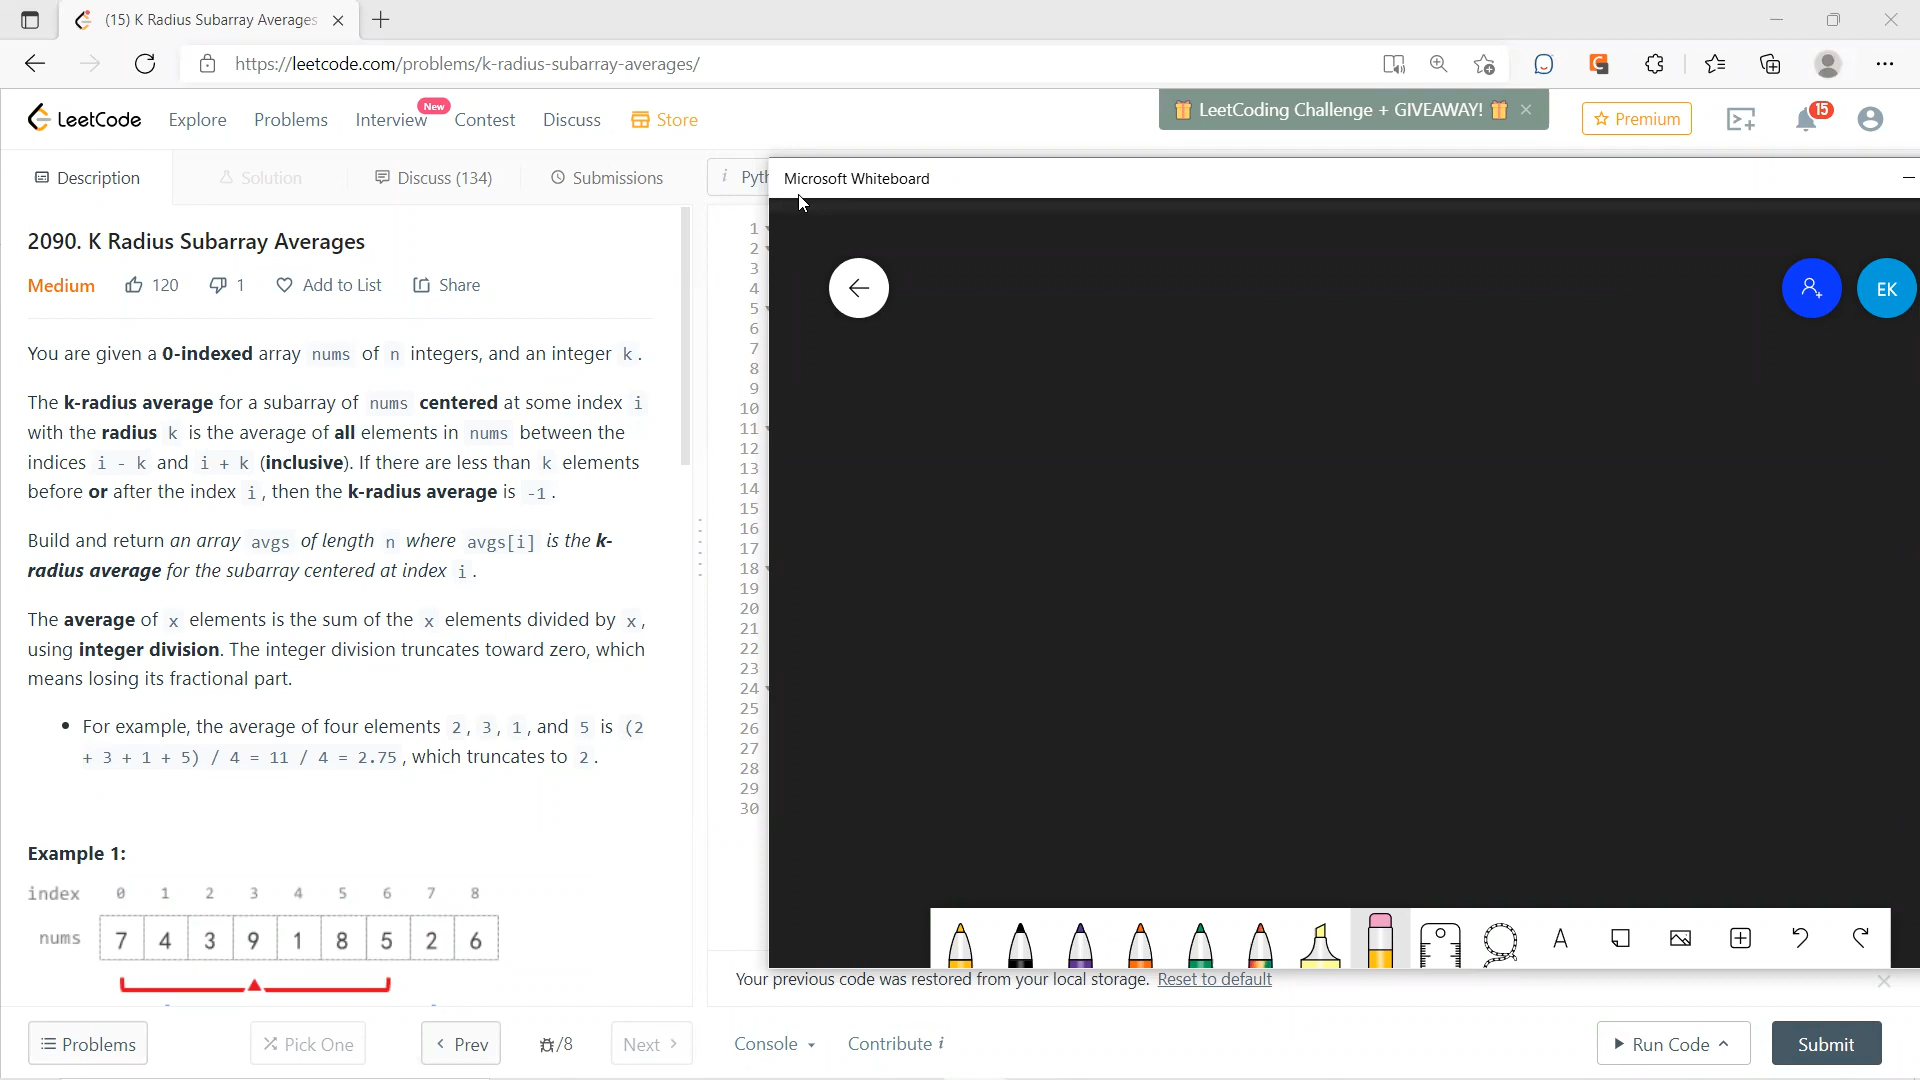 (15) K Radius Subarray Averages
https://leetcode.com/problems/k-radius-subarray-averages/
LeetCode
Explore
Problems
Interview
New
Contest
Discuss
Store
LeetCoding Challenge + GIVEAWAY!
Premium
15
Description
Solution
Discuss (134)
Submissions
i Pyth
Microsoft Whiteboard
2090. K Radius Subarray Averages
Medium
120
1
Add to List
Share
EK
You are given a 0-indexed array nums of n integers, and an integer k.
The k-radius average for a subarray of nums centered at some index i
with the radius k is the average of all elements in nums between the
indices i - k and i + k (inclusive). If there are less than k elements
before or after the index i, then the k-radius average is -1.
Build and return an array avgs of length n where avgs[i] is the k-
radius average for the subarray centered at index i.
The average of x elements is the sum of the x elements divided by x,
using integer division. The integer division truncates toward zero, which
means losing its fractional part.
• For example, the average of four elements 2, 3, 1, and 5 is (2
+ 3 + 1 + 5) / 4 = 11 / 4 = 2.75, which truncates to 2.
Example 1:
index 0 1 2 3 4 5 6 7 8
nums 7 4 3 9 1 8 5 2 6
1
2
3
4
5
6
7
8
9
10
11
12
13
14
15
16
17
18
19
20
21
22
23
24
25
26
27
28
29
30
A
Your previous code was restored from your local storage. Reset to default
Problems
Pick One
Prev
/8
Next
Console
Contribute i
Run Code
Submit